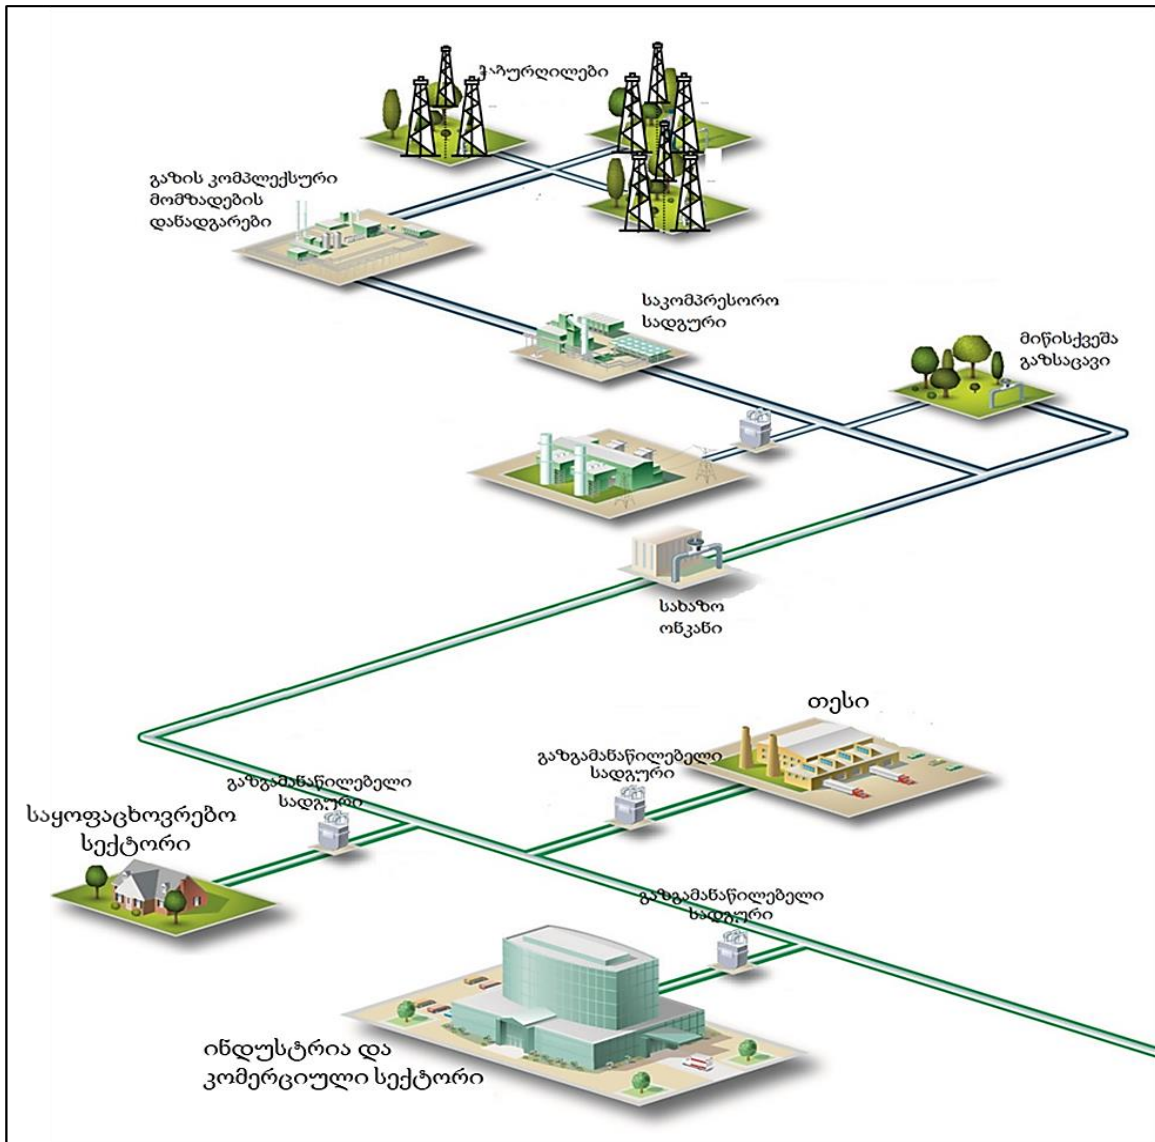 ჭაბურღილები
გაზის კომპლექსური
მომზადების
დანადგარები
საკომპრესორო
სადგური
მიწისქვეშა
გაზსაცავი
სახაზო
ონკანი
თესი
გაზგამანაწილებელი
სადგური
გაზგამანაწილებელი
სადგური
საყოფაცხოვრებო
სექტორი
გაზგამანაწილებელი
სადგური
ინდუსტრია და
კომერციული სექტორი